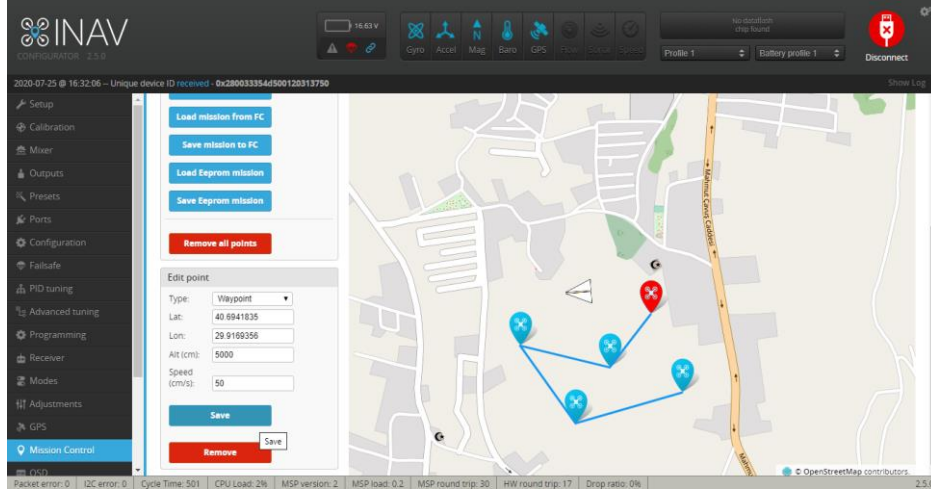 INAV
CONFIGURATOR 2.5.0
16.63 V
Gyro Accel Mag Baro GPS Flow Sonar Speed
No dataflash
chip found
Profile 1
Battery profile 1
Disconnect
2020-07-25 @ 16:32:06 -- Unique device ID received - 0x280033354d500120313750
Show Log
Setup
Calibration
Mixer
Outputs
Presets
Ports
Configuration
Failsafe
PID tuning
Advanced tuning
Programming
Receiver
Modes
Adjustments
GPS
Mission Control
OSD
Load mission from FC
Save mission to FC
Load Eeprom mission
Save Eeprom mission
Remove all points
Edit point
Type: Waypoint
Lat: 40.6941835
Lon: 29.9169356
Alt (cm): 5000
Speed
(cm/s): 50
Save
Save
Remove
Mahmut Çavuş Caddesi
© OpenStreetMap contributors.
Packet error: 0 I2C error: 0 Cycle Time: 501 CPU Load: 2% MSP version: 2 MSP load: 0.2 MSP round trip: 30 HW round trip: 17 Drop ratio: 0%